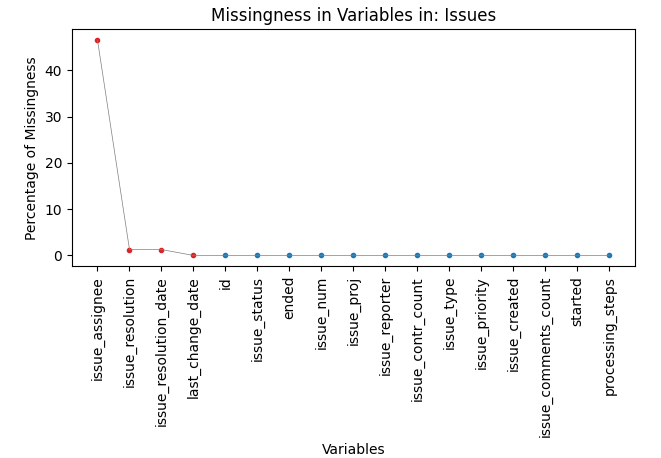 Missingness in Variables in: Issues
Percentage of Missingness
40
30
20
10
0
issue_assignee
issue_resolution
issue_resolution_date
last_change_date
id
issue_status
ended
issue_num
issue_proj
issue_reporter
issue_contr_count
issue_type
issue_priority
issue_created
issue_comments_count
started
processing_steps
Variables